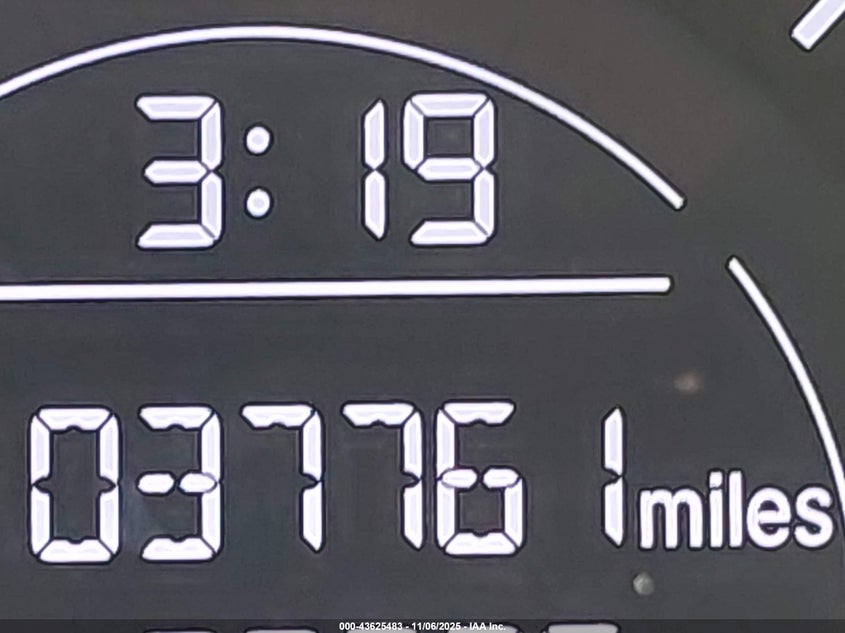 3:19
037761 miles
000-43625483 - 11/06/2025 - IAA Inc.